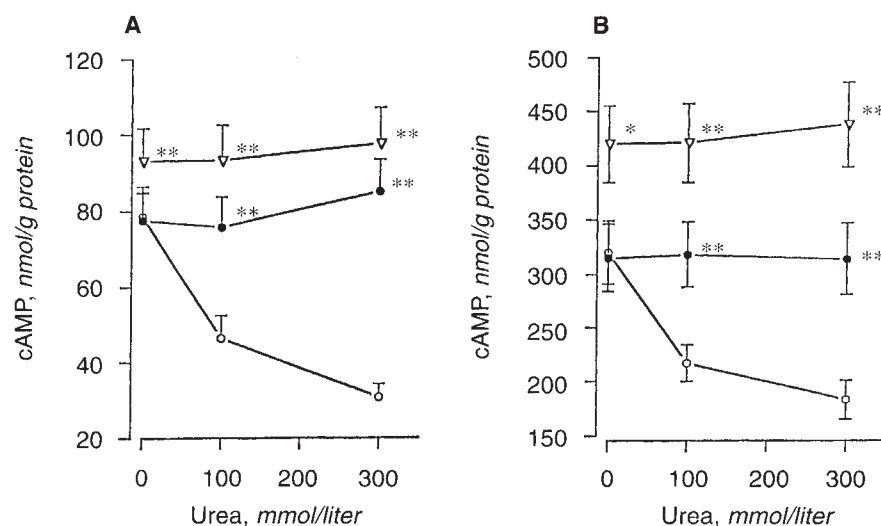 A
cAMP, nmol/g protein
120
100
80
60
40
20
** ** **
** **
0 100 200 300
Urea, mmol/liter
B
cAMP, nmol/g protein
500
450
400
350
300
250
200
150
* ** **
** **
0 100 200 300
Urea, mmol/liter